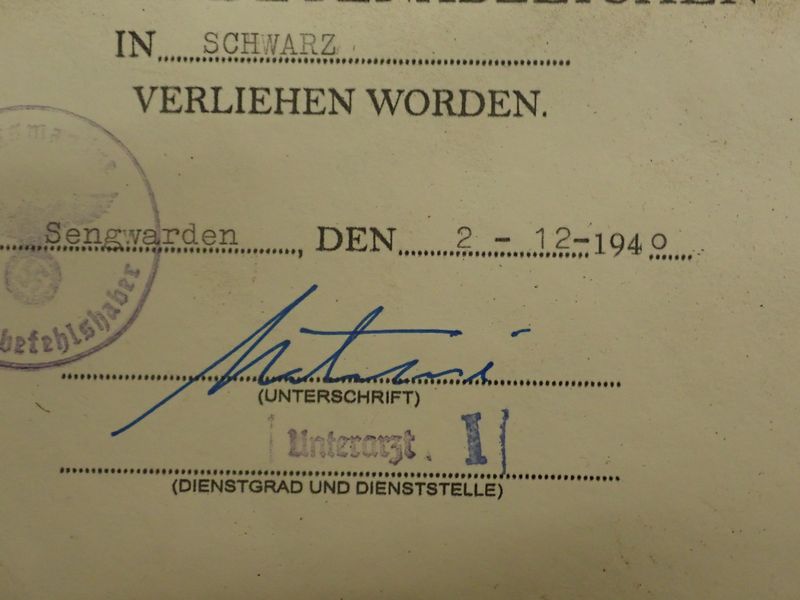 IN SCHWARZ
VERLIEHEN WORDEN.
Sengwarden, DEN 2 - 12-1940
(UNTERSCHRIFT)
Unterarzt. I
(DIENSTGRAD UND DIENSTSTELLE)
befehlshaber